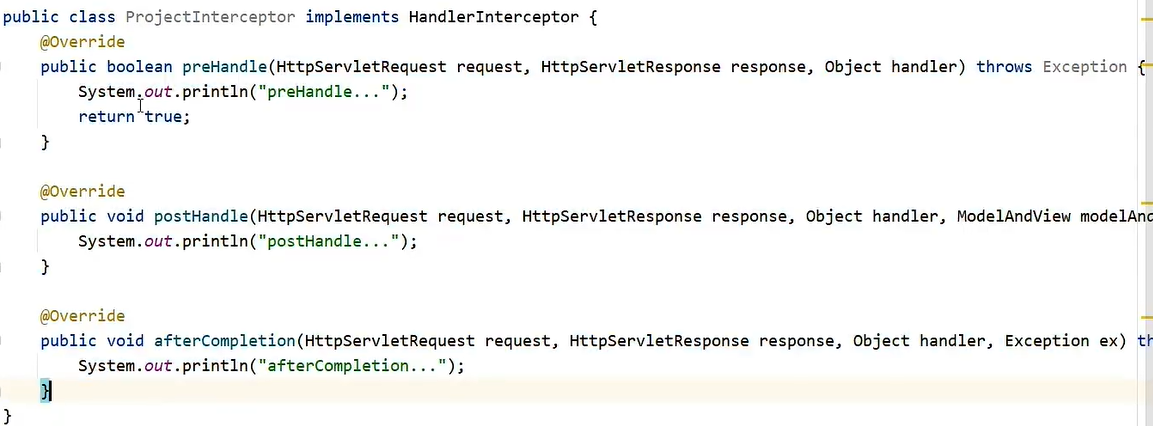 public class ProjectInterceptor implements HandlerInterceptor {
@Override
public boolean preHandle(HttpServletRequest request, HttpServletResponse response, Object handler) throws Exception {
System.out.println("preHandle...");
return true;
}
@Override
public void postHandle(HttpServletRequest request, HttpServletResponse response, Object handler, ModelAndView modelAnd
System.out.println("postHandle...");
}
@Override
public void afterCompletion(HttpServletRequest request, HttpServletResponse response, Object handler, Exception ex) th
System.out.println("afterCompletion...");
}
}